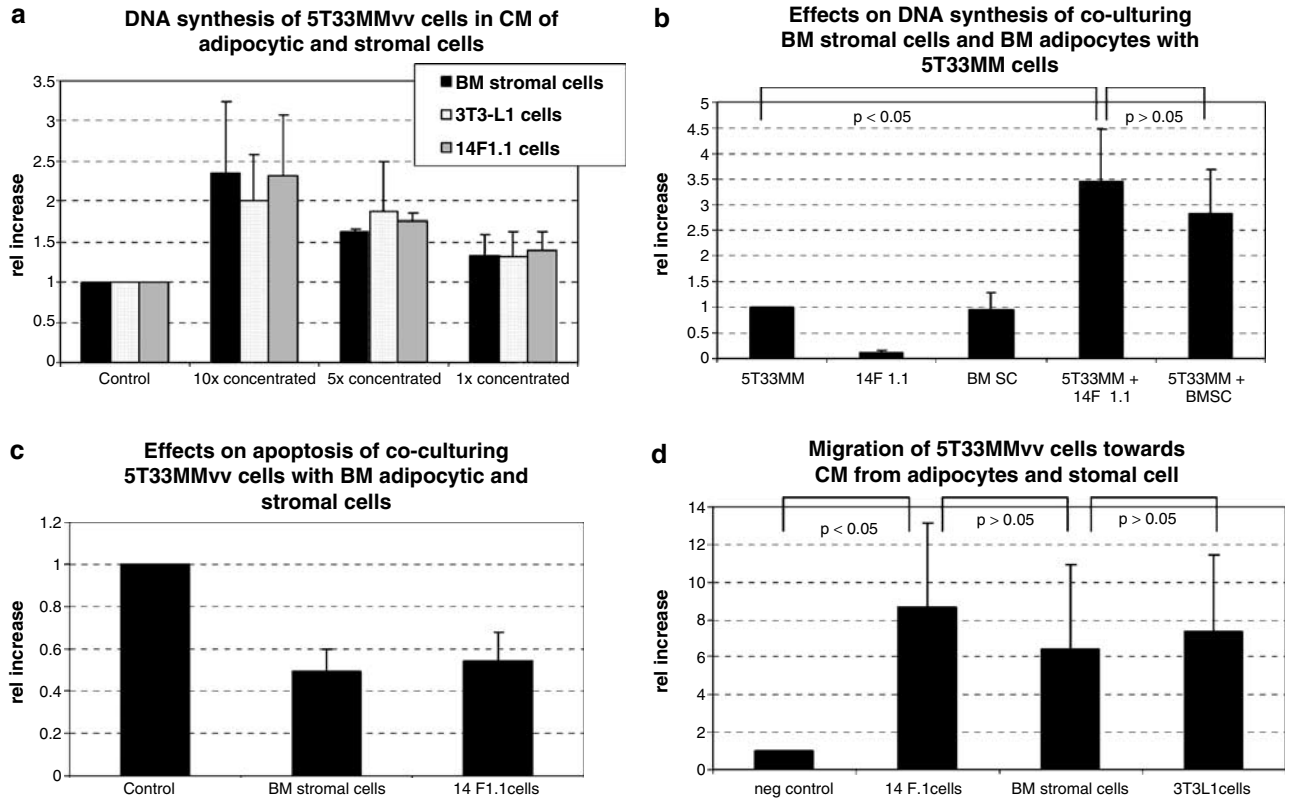 a
DNA synthesis of 5T33MMvv cells in CM of
adipocytic and stromal cells
BM stromal cells
3T3-L1 cells
14F1.1 cells
rel increase
3.5
3
2.5
2
1.5
1
0.5
0
Control
10x concentrated
5x concentrated
1x concentrated
b
Effects on DNA synthesis of co-culturing
BM stromal cells and BM adipocytes with
5T33MM cells
p < 0.05
p > 0.05
rel increase
5
4.5
4
3.5
3
2.5
2
1.5
1
0.5
0
5T33MM
14F 1.1
BM SC
5T33MM +
14F 1.1
5T33MM +
BMSC
c
Effects on apoptosis of co-culturing
5T33MMvv cells with BM adipocytic and
stromal cells
rel increase
1.2
1
0.8
0.6
0.4
0.2
0
Control
BM stromal cells
14 F1.1cells
d
Migration of 5T33MMvv cells towards
CM from adipocytes and stomal cell
p < 0.05
p > 0.05
p > 0.05
rel increase
14
12
10
8
6
4
2
0
neg control
14 F.1cells
BM stromal cells
3T3L1cells